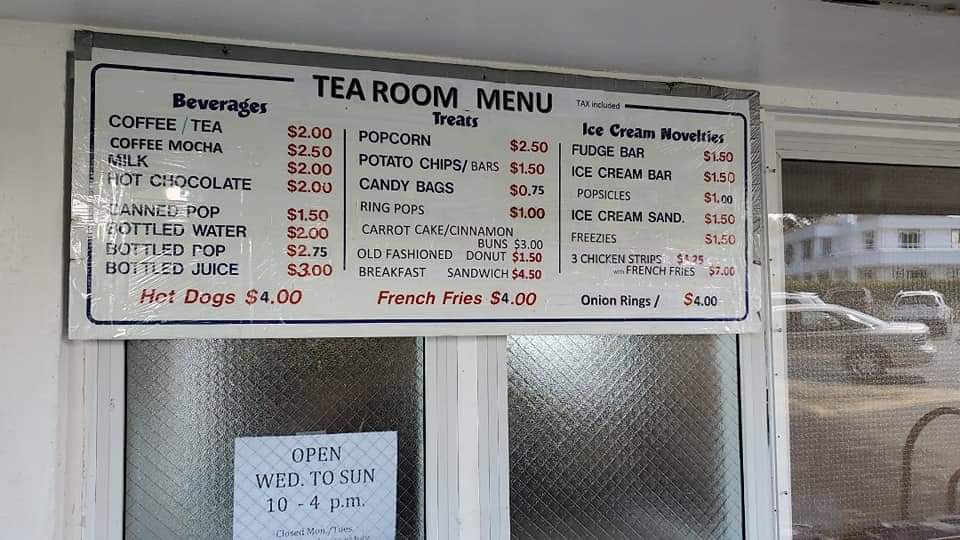 TEA ROOM MENU
TAX included
Beverages
COFFEE / TEA $2.00
COFFEE MOCHA $2.50
MILK $2.00
HOT CHOCOLATE $2.00
CANNED POP $1.50
BOTTLED WATER $2.00
BOTTLED POP $2.75
BOTTLED JUICE $3.00
Treats
POPCORN $2.50
POTATO CHIPS/ BARS $1.50
CANDY BAGS $0.75
RING POPS $1.00
CARROT CAKE/CINNAMON
BUNS $3.00
OLD FASHIONED DONUT $1.50
BREAKFAST SANDWICH $4.50
Ice Cream Novelties
FUDGE BAR $1.50
ICE CREAM BAR $1.50
POPSICLES $1.00
ICE CREAM SAND. $1.50
FREEZIES $1.50
3 CHICKEN STRIPS $4.25
with FRENCH FRIES $7.00
Hot Dogs $4.00
French Fries $4.00
Onion Rings / $4.00
OPEN
WED. TO SUN
10 - 4 p.m.
Closed Mon./Tues.